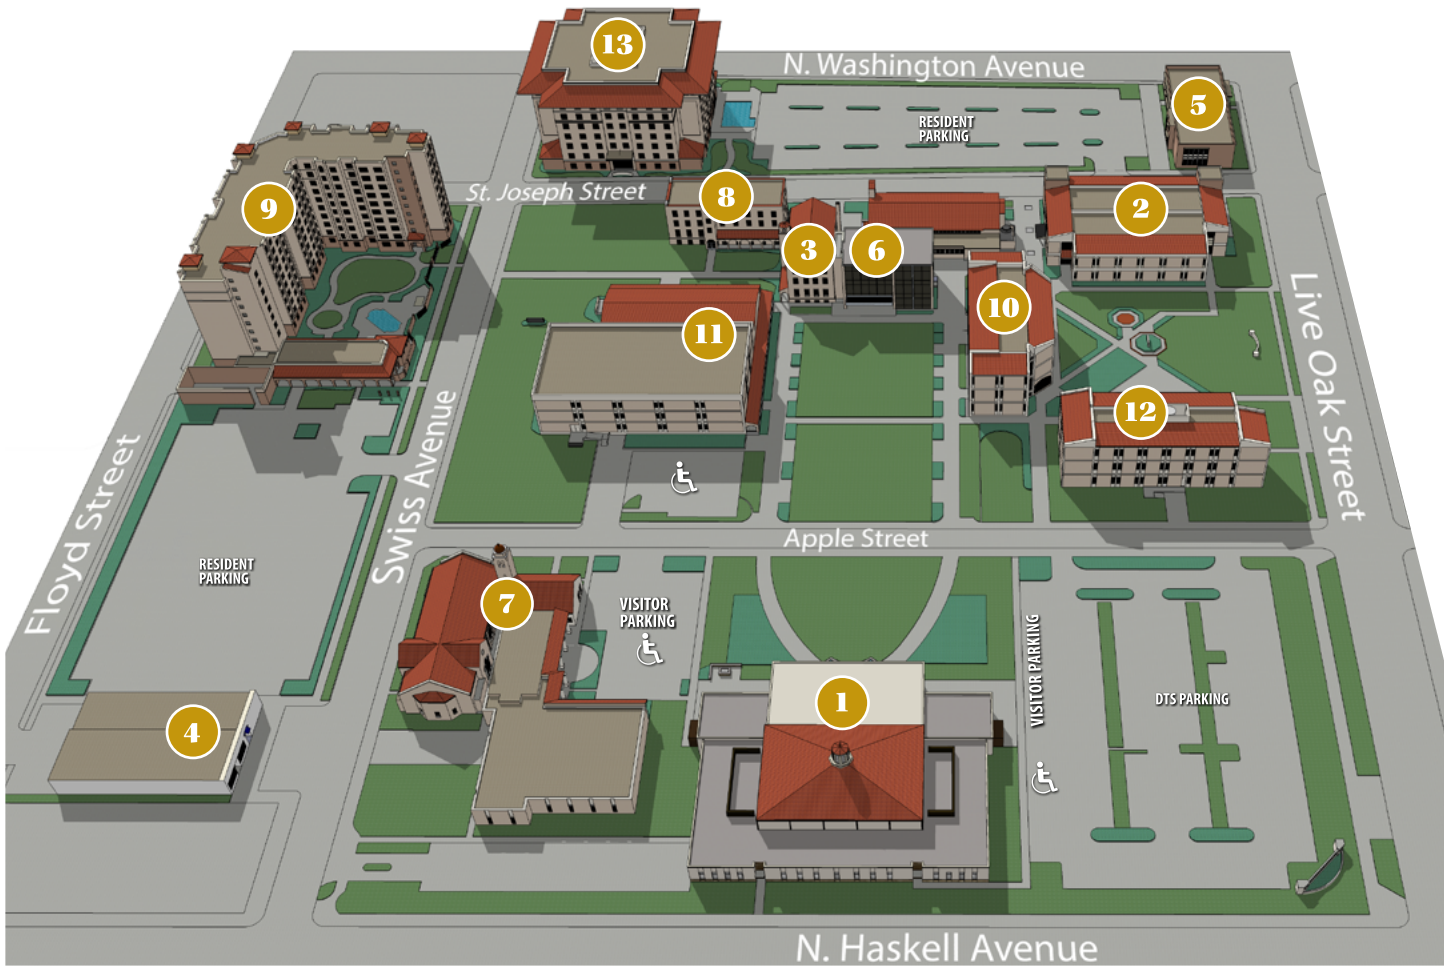 13
N. Washington Avenue
5
RESIDENT
PARKING
St. Joseph Street
8
9
2
3
6
10
Live Oak Street
11
12
Swiss Avenue
Floyd Street
Apple Street
RESIDENT
PARKING
7
VISITOR
PARKING
VISITOR PARKING
DTS PARKING
1
4
N. Haskell Avenue